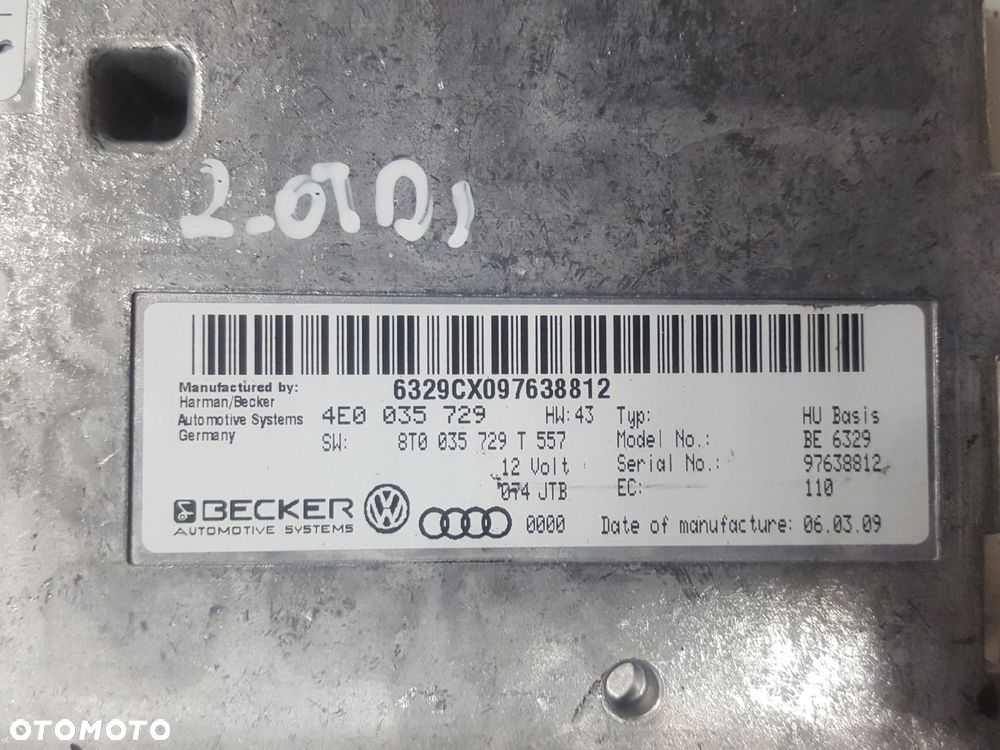 2.0TDI
6329CX097638812
Manufactured by:
Harman/Becker
Automotive Systems
Germany
4E0 035 729 HW: 43
SW: 8T0 035 729 T 557
12 Volt
074 JTB
Typ: HU Basis
Model No.: BE 6329
Serial No.: 97638812
EC: 110
BECKER
AUTOMOTIVE SYSTEMS
0000 Date of manufacture: 06.03.09
OTOMOTO